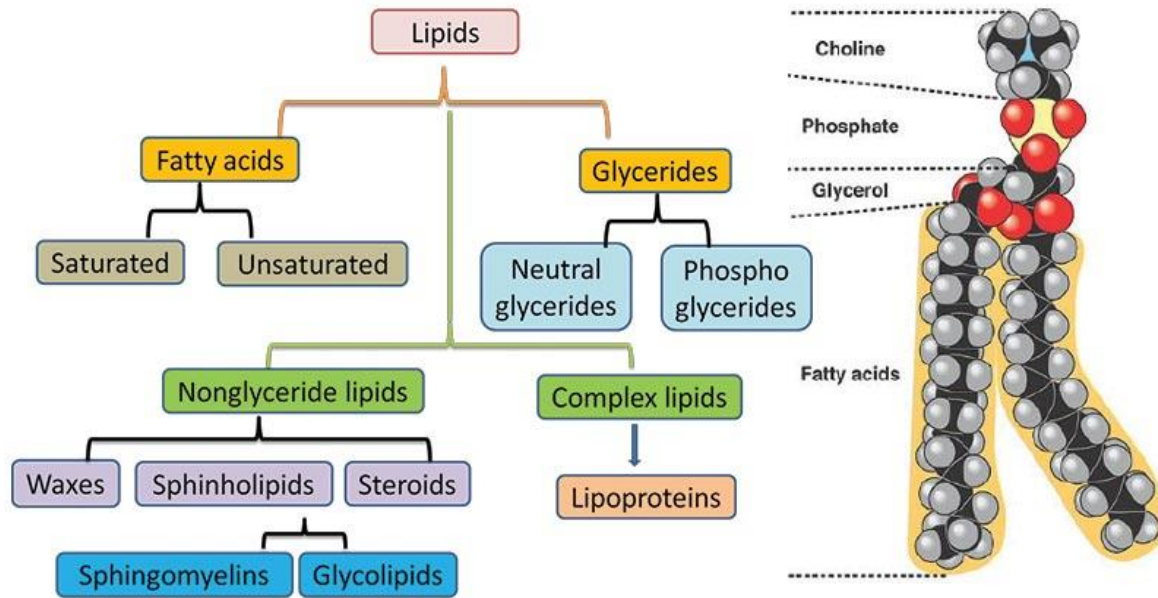 Lipids
Fatty acids
Glycerides
Saturated
Unsaturated
Neutral
glycerides
Phospho
glycerides
Nonglyceride lipids
Complex lipids
Waxes
Sphinholipids
Steroids
Lipoproteins
Sphingomyelins
Glycolipids
Choline
Phosphate
Glycerol
Fatty acids